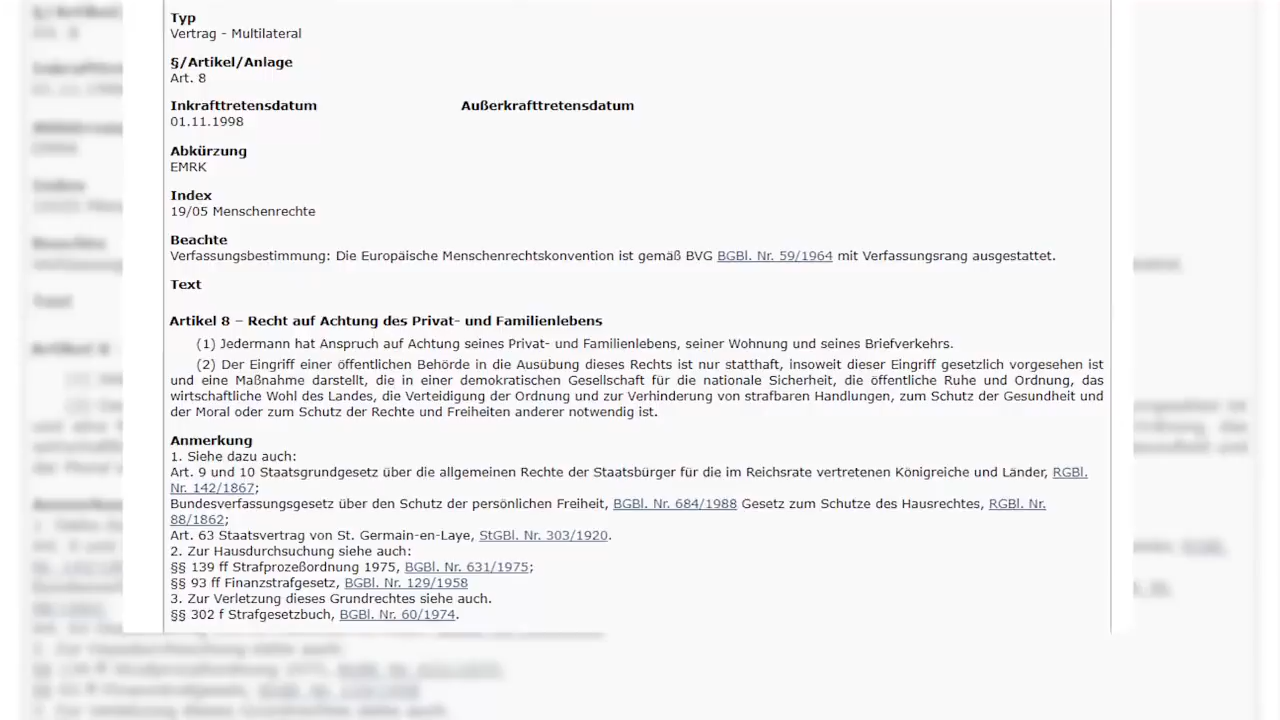 Typ
Vertrag - Multilateral
§/Artikel/Anlage
Art. 8
Inkrafttretensdatum
Außerkrafttretensdatum
01.11.1998
Abkürzung
EMRK
Index
19/05 Menschenrechte
Beachte
Verfassungsbestimmung: Die Europäische Menschenrechtskonvention ist gemäß BVG BGBl. Nr. 59/1964 mit Verfassungsrang ausgestattet.
Text
Artikel 8 – Recht auf Achtung des Privat- und Familienlebens
(1) Jedermann hat Anspruch auf Achtung seines Privat- und Familienlebens, seiner Wohnung und seines Briefverkehrs.
(2) Der Eingriff einer öffentlichen Behörde in die Ausübung dieses Rechts ist nur statthaft, insoweit dieser Eingriff gesetzlich vorgesehen ist
und eine Maßnahme darstellt, die in einer demokratischen Gesellschaft für die nationale Sicherheit, die öffentliche Ruhe und Ordnung, das
wirtschaftliche Wohl des Landes, die Verteidigung der Ordnung und zur Verhinderung von strafbaren Handlungen, zum Schutz der Gesundheit und
der Moral oder zum Schutz der Rechte und Freiheiten anderer notwendig ist.
Anmerkung
1. Siehe dazu auch:
Art. 9 und 10 Staatsgrundgesetz über die allgemeinen Rechte der Staatsbürger für die im Reichsrate vertretenen Königreiche und Länder, RGBl.
Nr. 142/1867;
Bundesverfassungsgesetz über den Schutz der persönlichen Freiheit, BGBl. Nr. 684/1988 Gesetz zum Schutze des Hausrechtes, RGBl. Nr.
88/1862;
Art. 63 Staatsvertrag von St. Germain-en-Laye, StGBl. Nr. 303/1920.
2. Zur Hausdurchsuchung siehe auch:
§§ 139 ff Strafprozeßordnung 1975, BGBl. Nr. 631/1975;
§§ 93 ff Finanzstrafgesetz, BGBl. Nr. 129/1958
3. Zur Verletzung dieses Grundrechtes siehe auch.
§§ 302 f Strafgesetzbuch, BGBl. Nr. 60/1974.